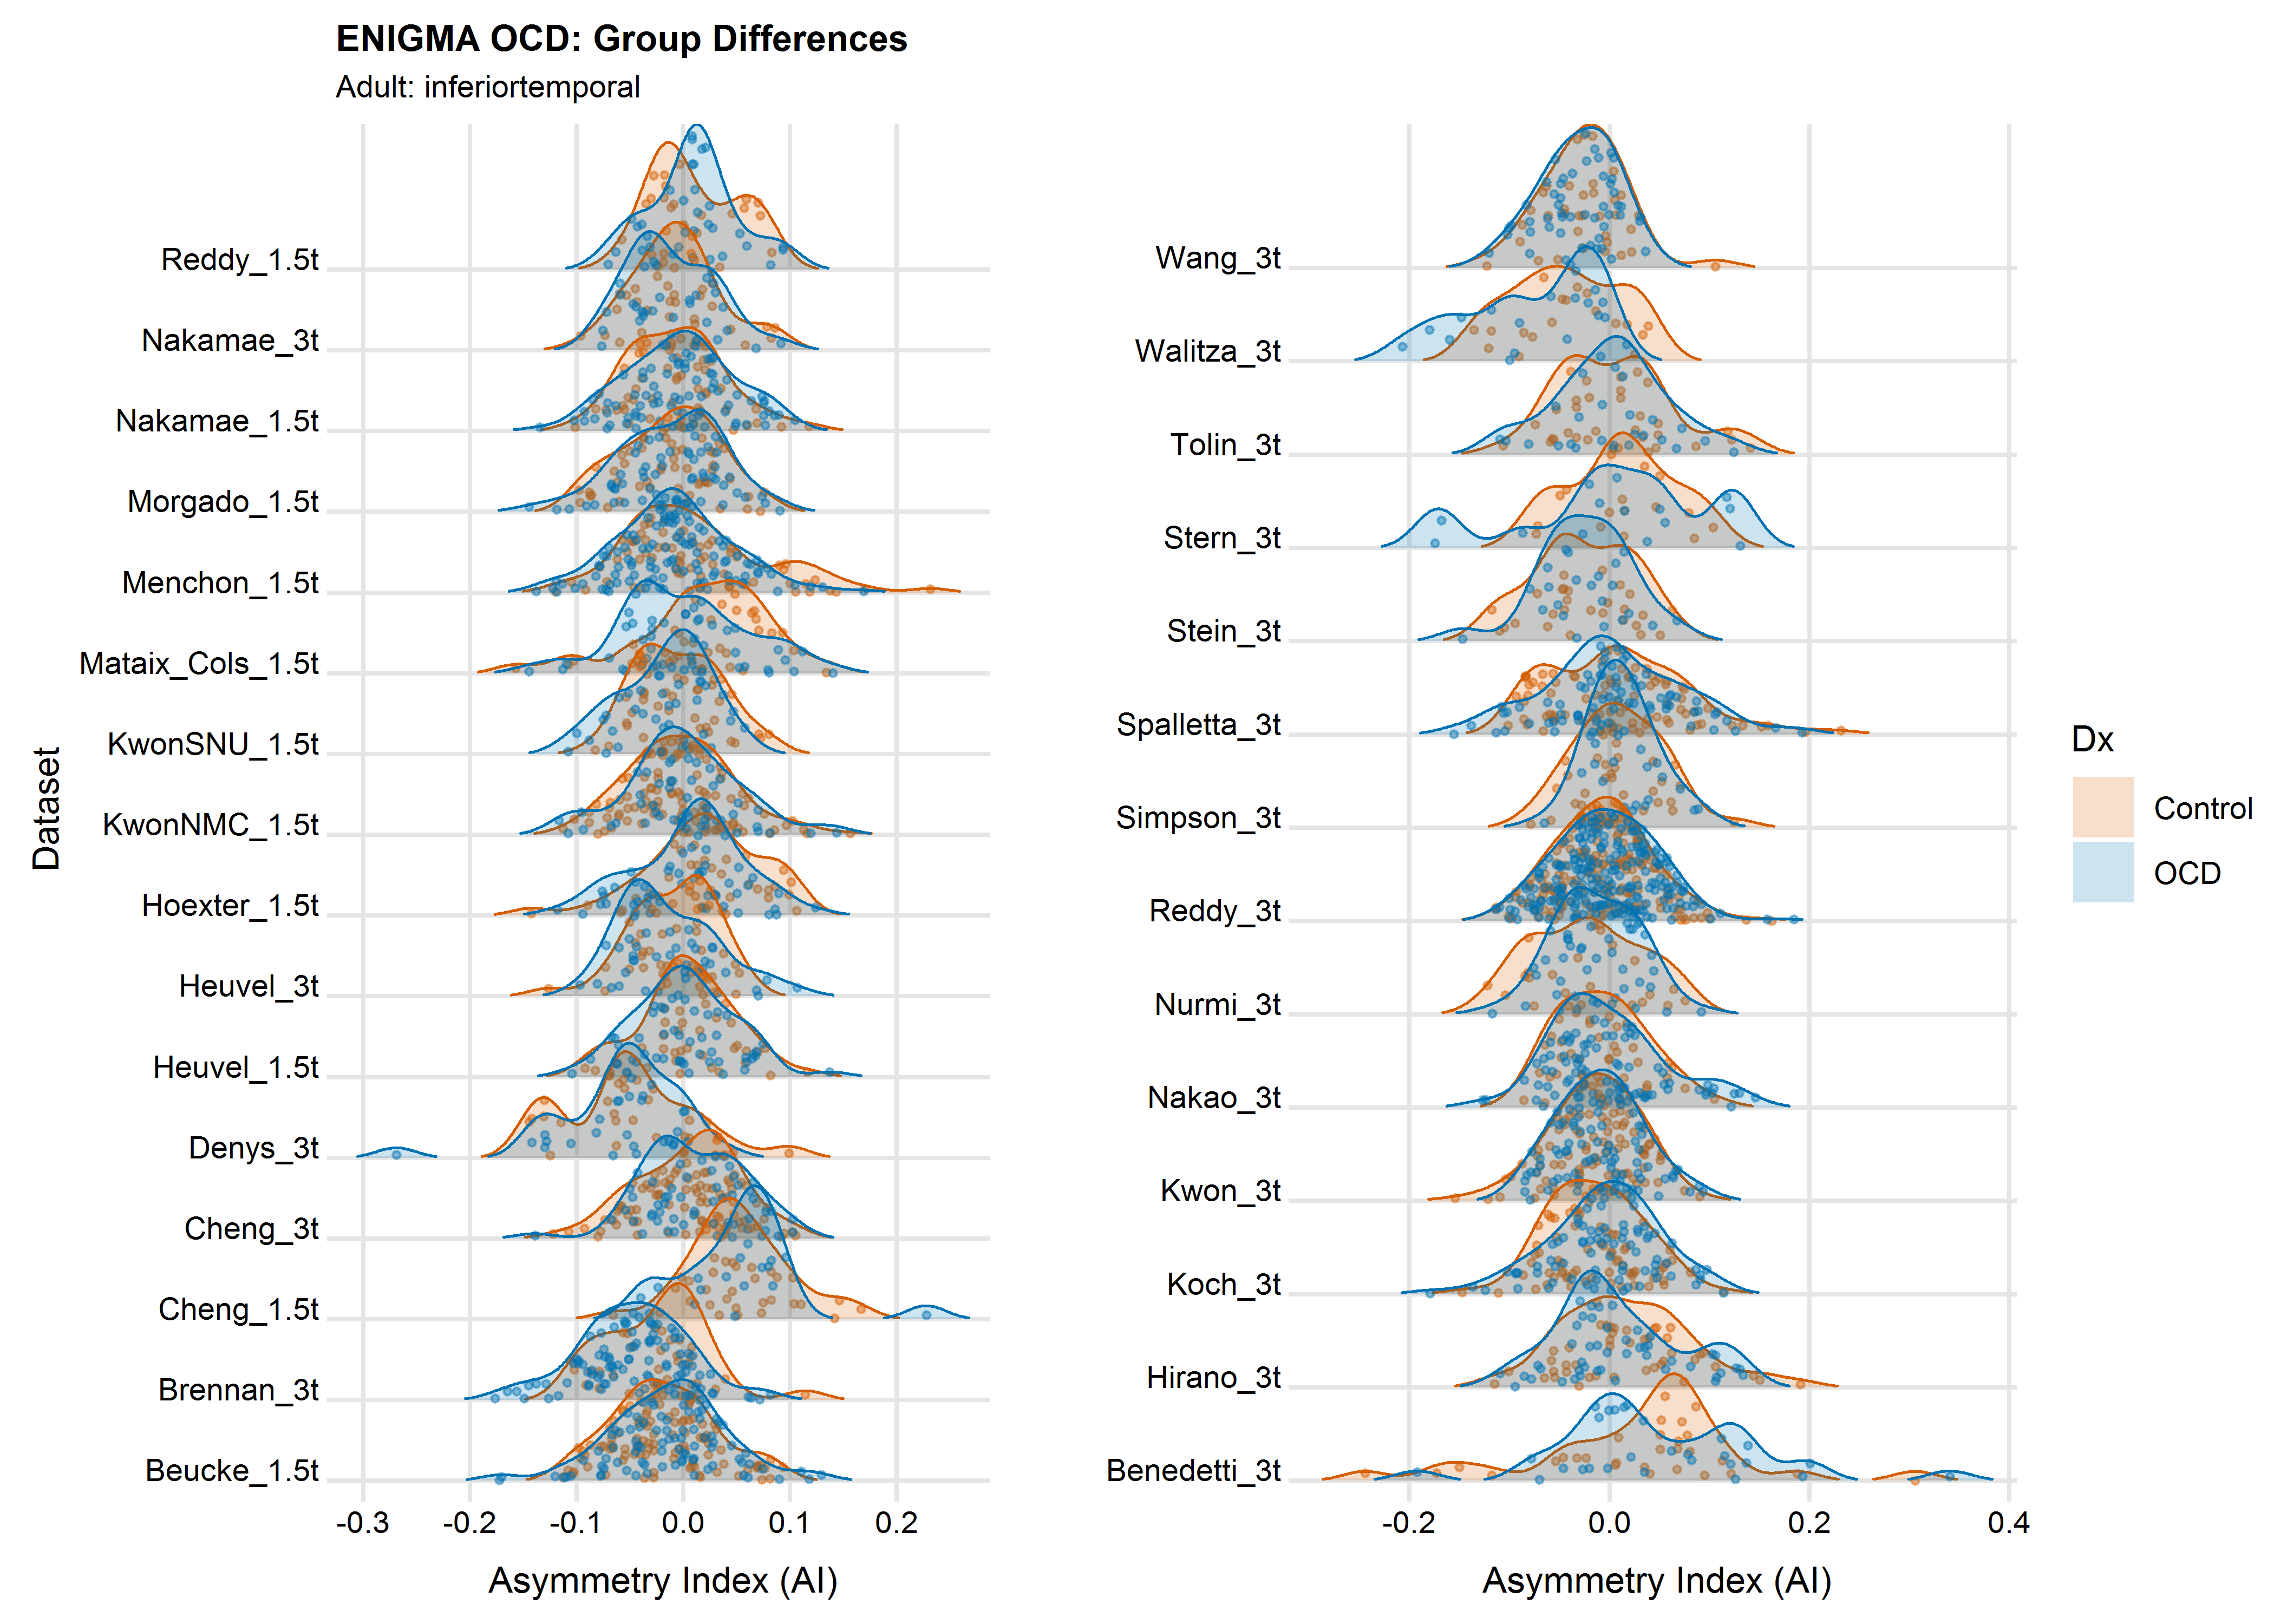 ENIGMA OCD: Group Differences
Adult: inferiortemporal
Dataset
Reddy_1.5t
Nakamae_3t
Nakamae_1.5t
Morgado_1.5t
Menchon_1.5t
Mataix_Cols_1.5t
KwonSNU_1.5t
KwonNMC_1.5t
Hoexter_1.5t
Heuvel_3t
Heuvel_1.5t
Denys_3t
Cheng_3t
Cheng_1.5t
Brennan_3t
Beucke_1.5t
-0.3 -0.2 -0.1 0.0 0.1 0.2
Asymmetry Index (AI)
Wang_3t
Walitza_3t
Tolin_3t
Stern_3t
Stein_3t
Spalletta_3t
Simpson_3t
Reddy_3t
Nurmi_3t
Nakao_3t
Kwon_3t
Koch_3t
Hirano_3t
Benedetti_3t
-0.2 0.0 0.2 0.4
Asymmetry Index (AI)
Dx
Control
OCD